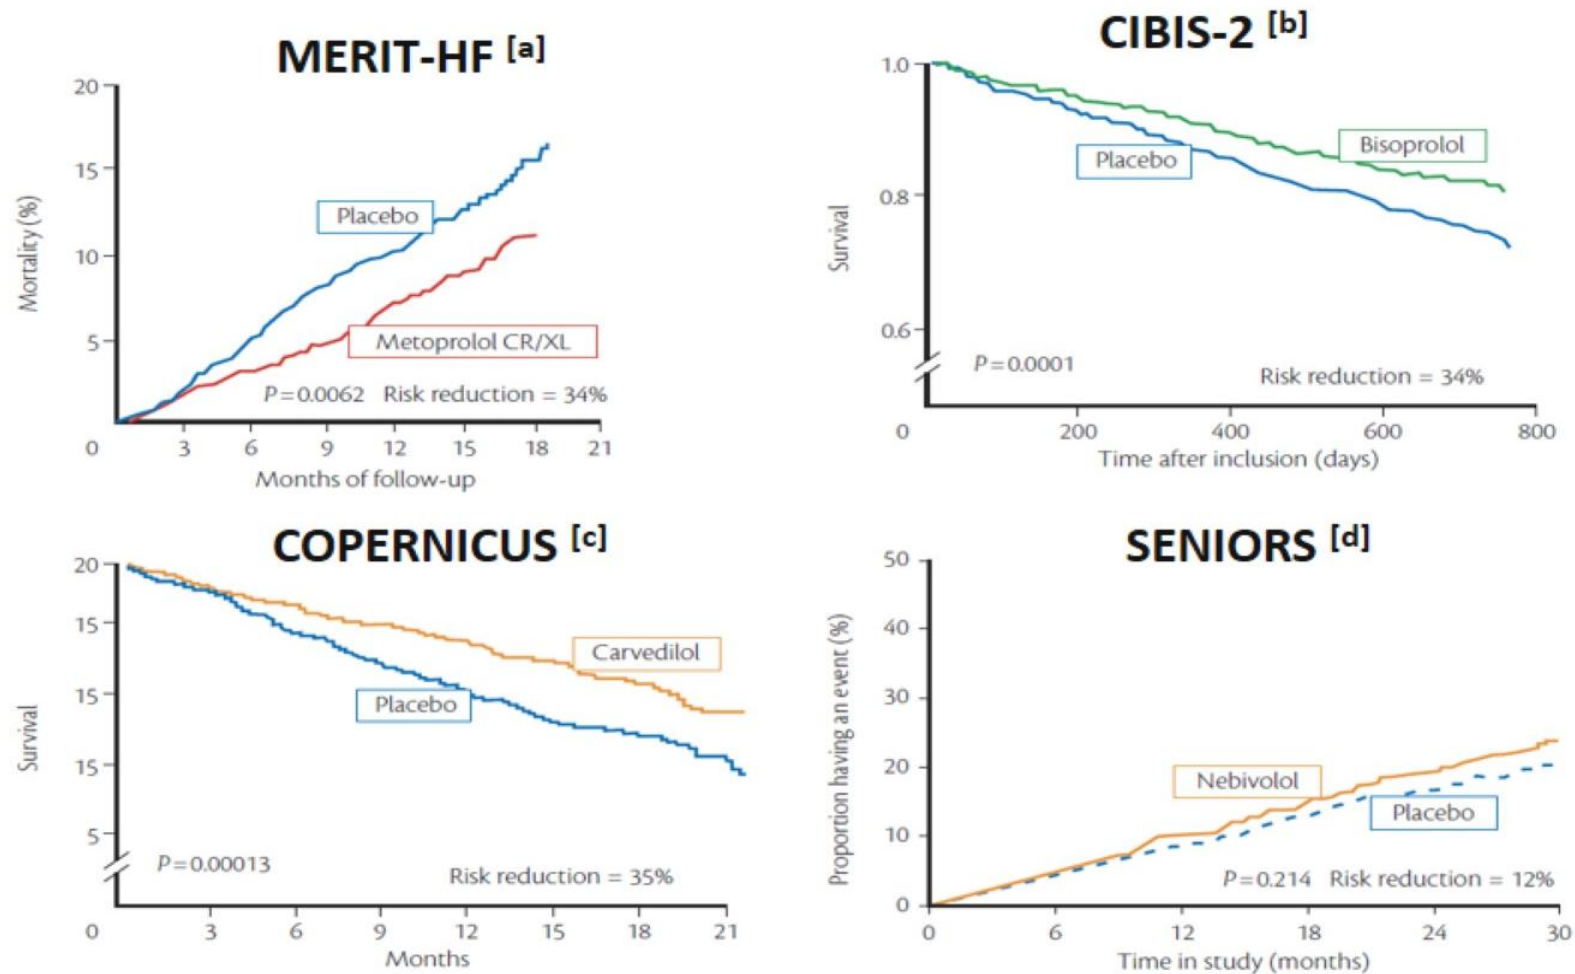 MERIT-HF [a]
20
15
10
5
0
3
6
9
12
15
18
21
Mortality (%)
Placebo
Metoprolol CR/XL
P=0.0062 Risk reduction = 34%
Months of follow-up
CIBIS-2 [b]
1.0
0.8
0.6
0
200
400
600
800
Survival
Bisoprolol
Placebo
P=0.0001
Risk reduction = 34%
Time after inclusion (days)
COPERNICUS [c]
20
15
15
15
5
0
3
6
9
12
15
18
21
Survival
Carvedilol
Placebo
P=0.00013
Risk reduction = 35%
Months
SENIORS [d]
50
40
30
20
10
0
0
6
12
18
24
30
Proportion having an event (%)
Nebivolol
Placebo
P=0.214 Risk reduction = 12%
Time in study (months)